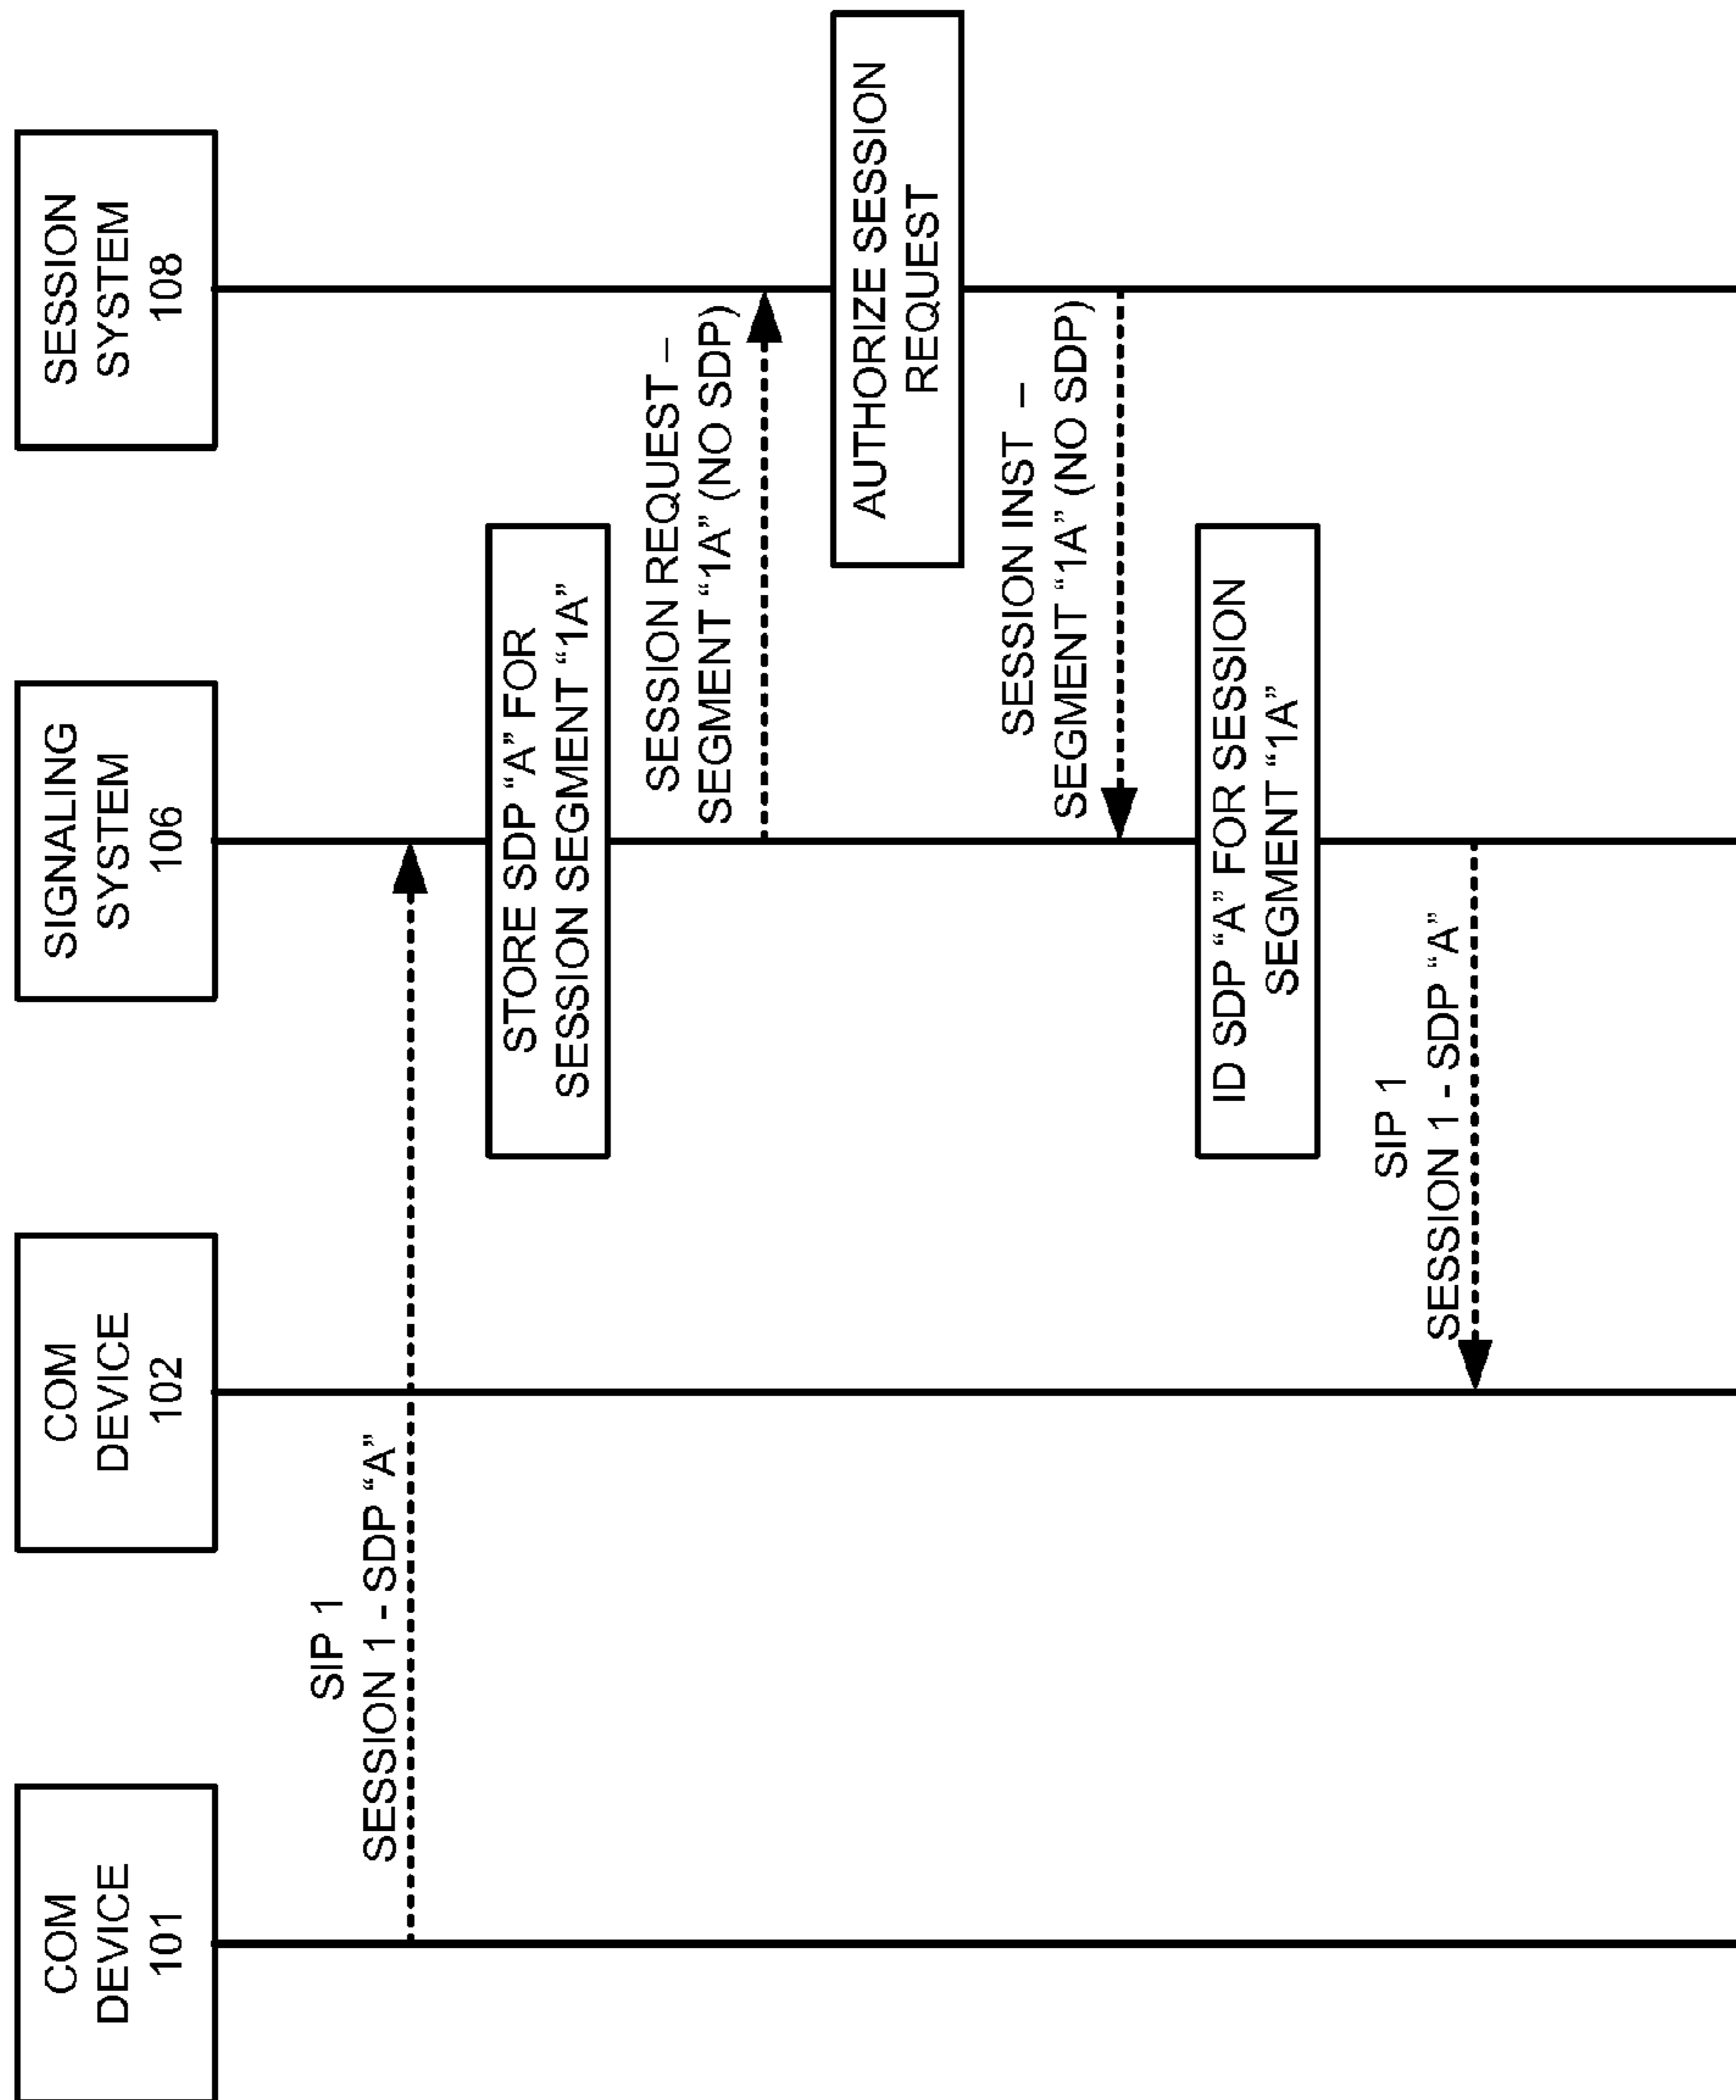 COM
DEVICE
101
COM
DEVICE
102
SIGNALING
SYSTEM
106
SESSION
SYSTEM
108
SIP 1
SESSION 1 - SDP “A”
STORE SDP “A” FOR
SESSION SEGMENT “1A”
SESSION REQUEST –
SEGMENT “1A” (NO SDP)
AUTHORIZE SESSION
REQUEST
SESSION INST –
SEGMENT “1A” (NO SDP)
ID SDP “A” FOR SESSION
SEGMENT “1A”
SIP 1
SESSION 1 - SDP “A”